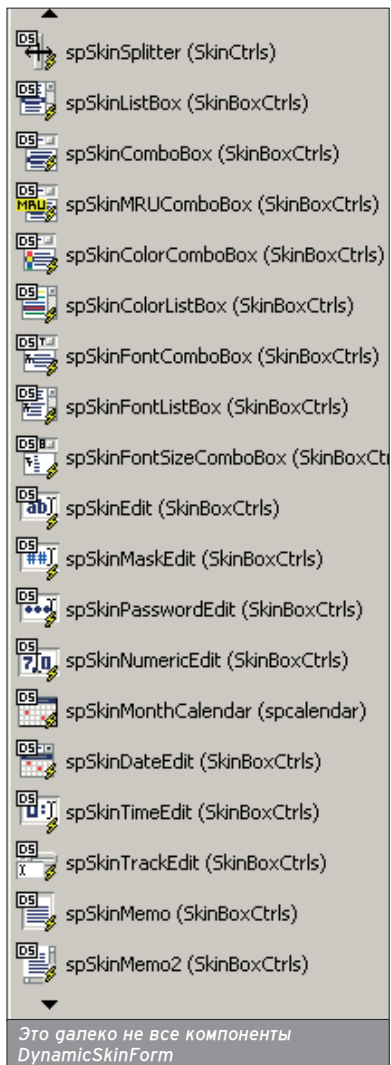 spSkinSplitter (SkinCtrls)
spSkinListBox (SkinBoxCtrls)
spSkinComboBox (SkinBoxCtrls)
spSkinMRUComboBox (SkinBoxCtrls)
spSkinColorComboBox (SkinBoxCtrls)
spSkinColorListBox (SkinBoxCtrls)
spSkinFontComboBox (SkinBoxCtrls)
spSkinFontListBox (SkinBoxCtrls)
spSkinFontSizeComboBox (SkinBoxCt
spSkinEdit (SkinBoxCtrls)
spSkinMaskEdit (SkinBoxCtrls)
spSkinPasswordEdit (SkinBoxCtrls)
spSkinNumericEdit (SkinBoxCtrls)
spSkinMonthCalendar (spcalendar)
spSkinDateEdit (SkinBoxCtrls)
spSkinTimeEdit (SkinBoxCtrls)
spSkinTrackEdit (SkinBoxCtrls)
spSkinMemo (SkinBoxCtrls)
spSkinMemo2 (SkinBoxCtrls)
Это далеко не все компоненты
DynamicSkinForm